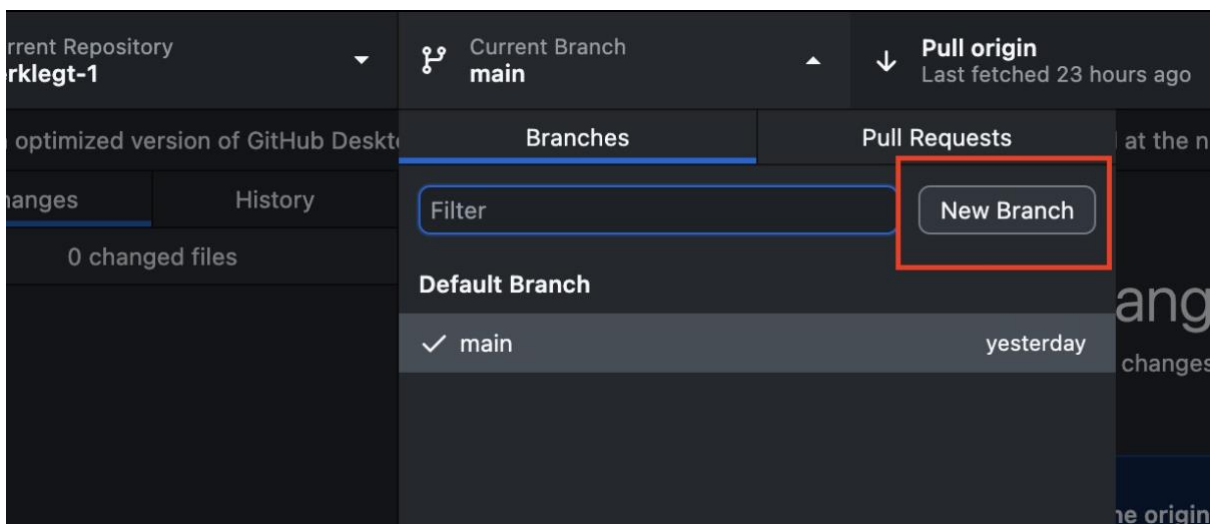 rrent Repository
rklegt-1
Current Branch
main
Pull origin
Last fetched 23 hours ago
optimized version of GitHub Deskt
at the n
Branches
Pull Requests
anges
History
Filter
New Branch
0 changed files
Default Branch
ang
main
yesterday
changes
ne origin